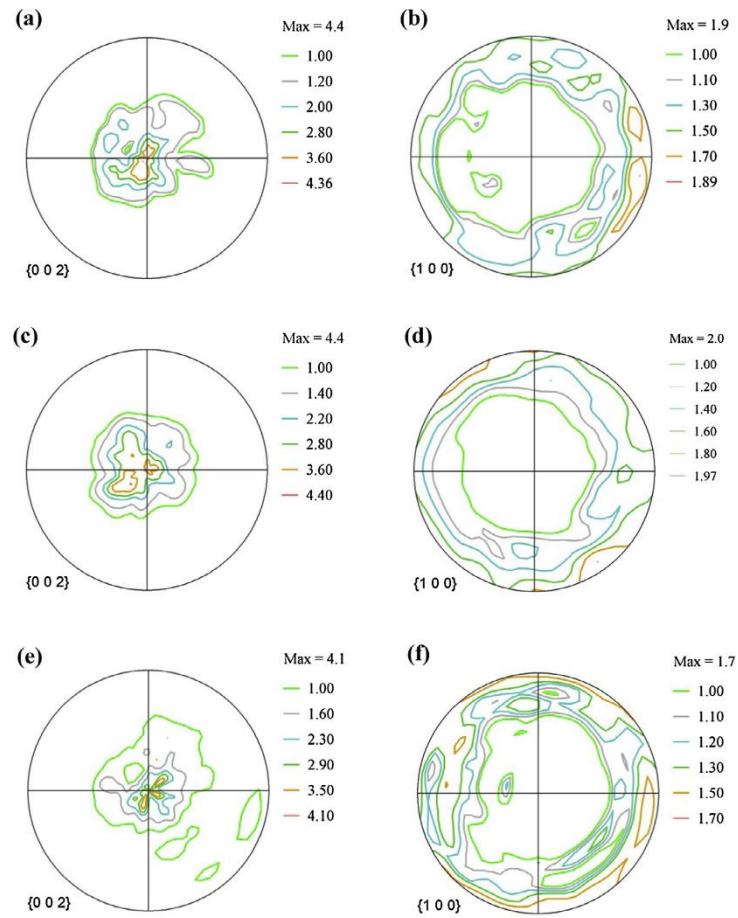 (a)
Max = 4.4
1.00
1.20
2.00
2.80
3.60
4.36
{0 0 2}
(b)
Max = 1.9
1.00
1.10
1.30
1.50
1.70
1.89
{1 0 0}
(c)
Max = 4.4
1.00
1.40
2.20
2.80
3.60
4.40
{0 0 2}
(d)
Max = 2.0
1.00
1.20
1.40
1.60
1.80
1.97
{1 0 0}
(e)
Max = 4.1
1.00
1.60
2.30
2.90
3.50
4.10
{0 0 2}
(f)
Max = 1.7
1.00
1.10
1.20
1.30
1.50
1.70
{1 0 0}